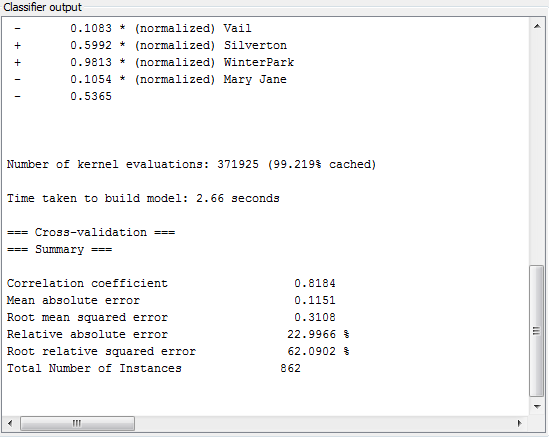 Classifier output
- 0.1083 * (normalized) Vail
+ 0.5992 * (normalized) Silverton
+ 0.9813 * (normalized) WinterPark
- 0.1054 * (normalized) Mary Jane
- 0.5365
Number of kernel evaluations: 371925 (99.219% cached)
Time taken to build model: 2.66 seconds
=== Cross-validation ===
=== Summary ===
Correlation coefficient 0.8184
Mean absolute error 0.1151
Root mean squared error 0.3108
Relative absolute error 22.9966 %
Root relative squared error 62.0902 %
Total Number of Instances 862